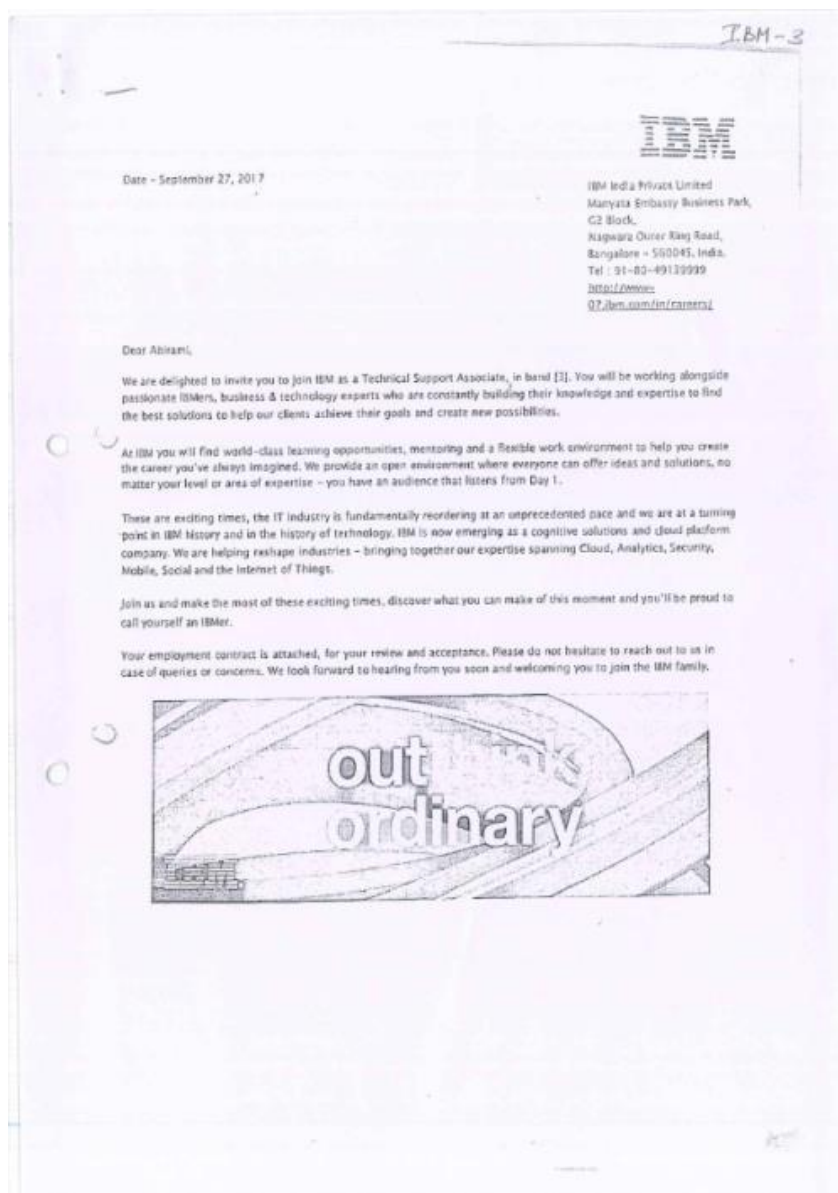 IBM-3
IBM
Date - September 27, 2017
IBM India Private Limited
Manyata Embassy Business Park,
G2 Block,
Nagwara Outer Ring Road,
Bangalore - 560045, India.
Tel : 91-80-49139999
http://www-
07.ibm.com/in/careers/
Dear Abirami,
We are delighted to invite you to join IBM as a Technical Support Associate, in band [3]. You will be working alongside
passionate IBMers, business & technology experts who are constantly building their knowledge and expertise to find
the best solutions to help our clients achieve their goals and create new possibilities.
At IBM you will find world-class learning opportunities, mentoring and a flexible work environment to help you create
the career you've always imagined. We provide an open environment where everyone can offer ideas and solutions, no
matter your level or area of expertise - you have an audience that listens from Day 1.
These are exciting times, the IT industry is fundamentally reordering at an unprecedented pace and we are at a turning
point in IBM history and in the history of technology. IBM is now emerging as a cognitive solutions and cloud platform
company. We are helping reshape industries - bringing together our expertise spanning Cloud, Analytics, Security,
Mobile, Social and the Internet of Things.
Join us and make the most of these exciting times, discover what you can make of this moment and you'll be proud to
call yourself an IBMer.
Your employment contract is attached, for your review and acceptance. Please do not hesitate to reach out to us in
case of queries or concerns. We look forward to hearing from you soon and welcoming you to join the IBM family.
out
ordinary